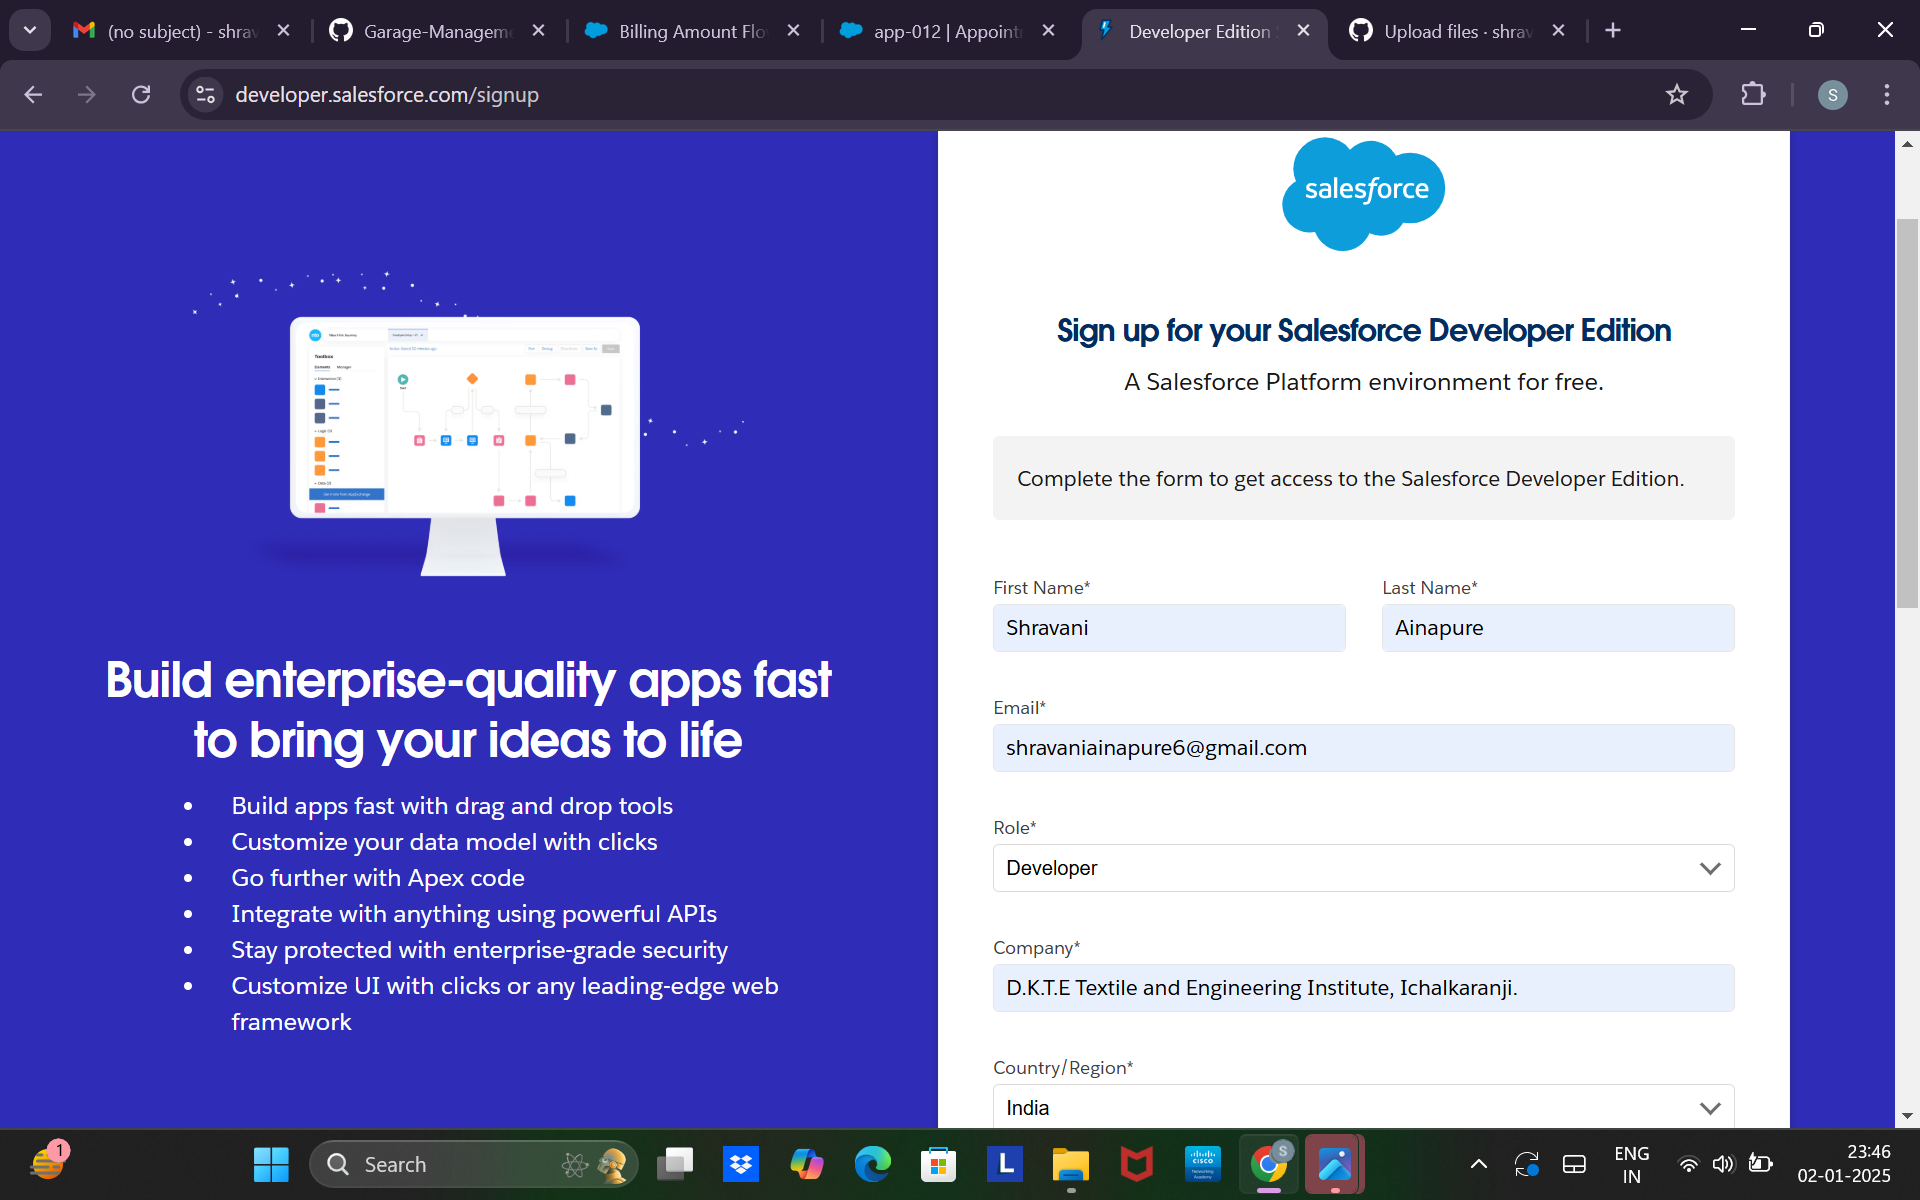 (no subject) - shrav
Garage-Managem
Billing Amount Flo
app-012 | Appoint
Developer Edition
Upload files · shrav
developer.salesforce.com/signup
S
salesforce
Sign up for your Salesforce Developer Edition
A Salesforce Platform environment for free.
Complete the form to get access to the Salesforce Developer Edition.
First Name*
Last Name*
Shravani
Ainapure
Email*
shravaniainapure6@gmail.com
Role*
Developer
Company*
D.K.T.E Textile and Engineering Institute, Ichalkaranji.
Country/Region*
India
Toolbox
Elements
Manager
Build enterprise-quality apps fast
to bring your ideas to life
• Build apps fast with drag and drop tools
• Customize your data model with clicks
• Go further with Apex code
• Integrate with anything using powerful APIs
• Stay protected with enterprise-grade security
• Customize UI with clicks or any leading-edge web
framework
1
Search
L
CISCO
S
ENG
IN
23:46
02-01-2025